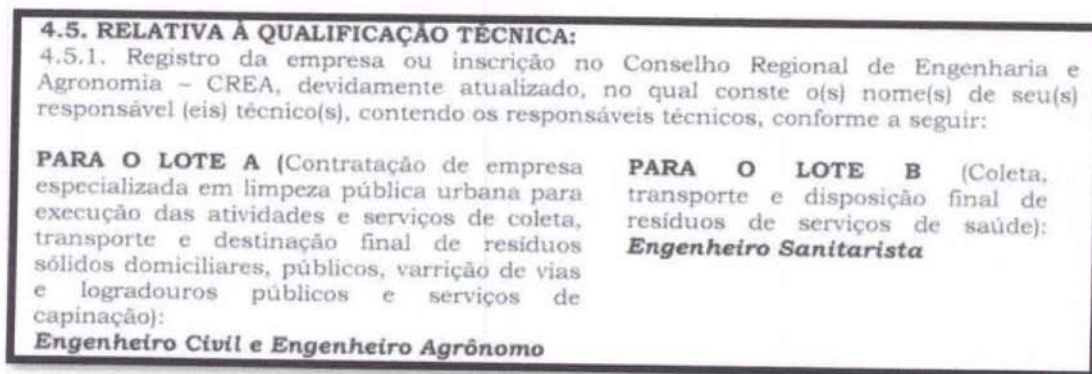 4.5. RELATIVA À QUALIFICAÇÃO TÉCNICA:
4.5.1. Registro da empresa ou inscrição no Conselho Regional de Engenharia e
Agronomia – CREA, devidamente atualizado, no qual conste o(s) nome(s) de seu(s)
responsável (eis) técnico(s), contendo os responsáveis técnicos, conforme a seguir:
PARA O LOTE A (Contratação de empresa
especializada em limpeza pública urbana para
execução das atividades e serviços de coleta,
transporte e destinação final de resíduos
sólidos domiciliares, públicos, varrição de vias
e logradouros públicos e serviços de
capinação):
Engenheiro Civil e Engenheiro Agrônomo
PARA O LOTE B (Coleta,
transporte e disposição final de
resíduos de serviços de saúde):
Engenheiro Sanitarista